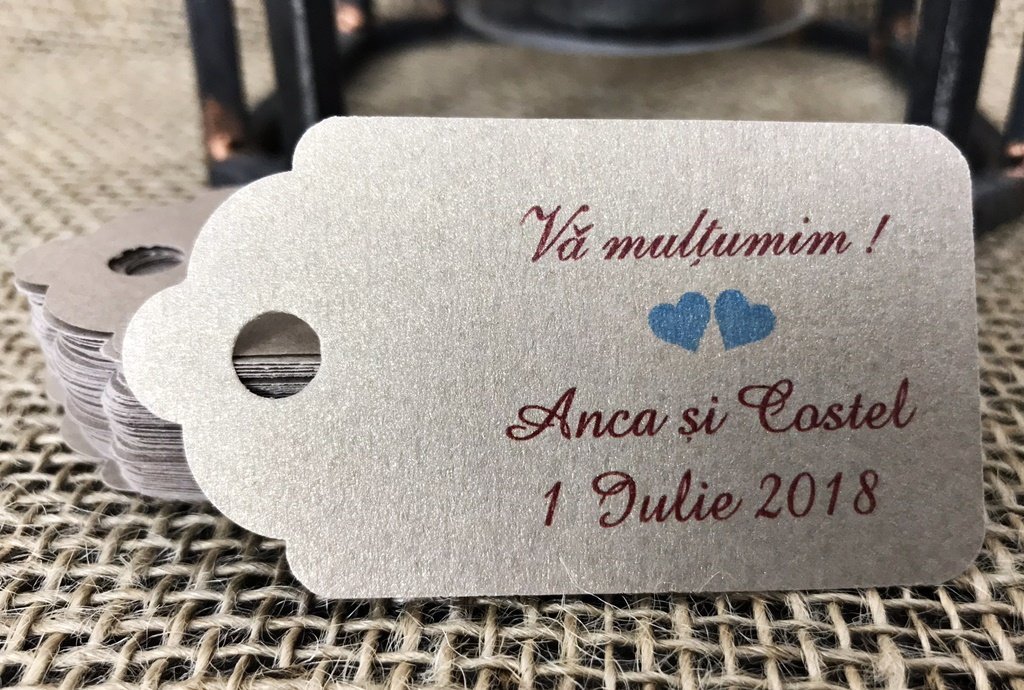 Vă mulțumim !
Anca și Costel
1 Iulie 2018